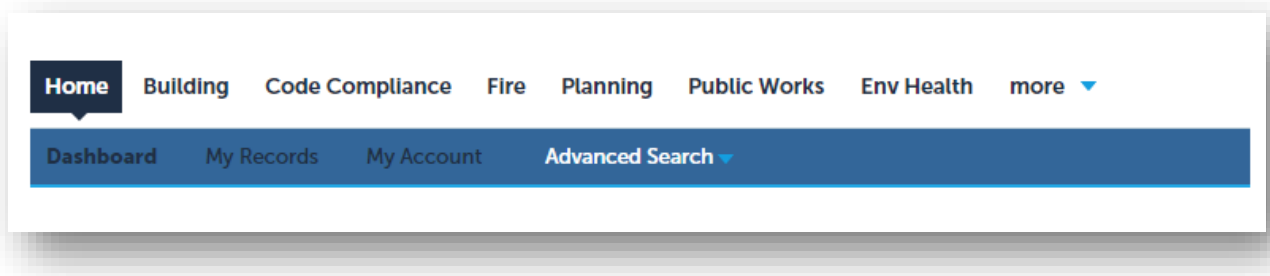 Home Building Code Compliance Fire Planning Public Works Env Health more
Dashboard My Records My Account Advanced Search